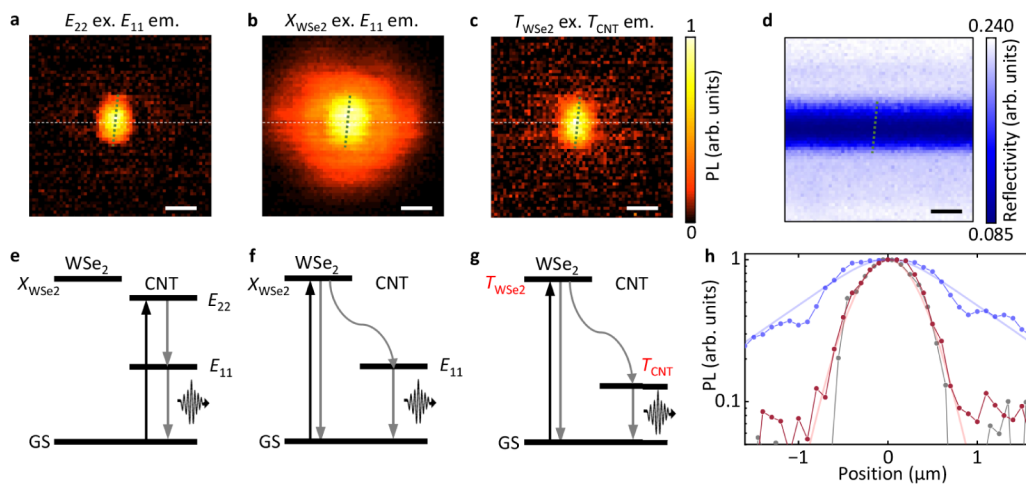 a
E22 ex. E11 em.
b
XWSe2 ex. E11 em.
c
TWSe2 ex. TCNT em.
1
PL (arb. units)
0
d
0.240
Reflectivity (arb. units)
0.085
e
WSe2
XWSe2
CNT
E22
E11
GS
f
WSe2
XWSe2
CNT
E11
GS
g
WSe2
TWSe2
CNT
TCNT
GS
h
1
PL (arb. units)
0.1
−1
0
1
Position (μm)